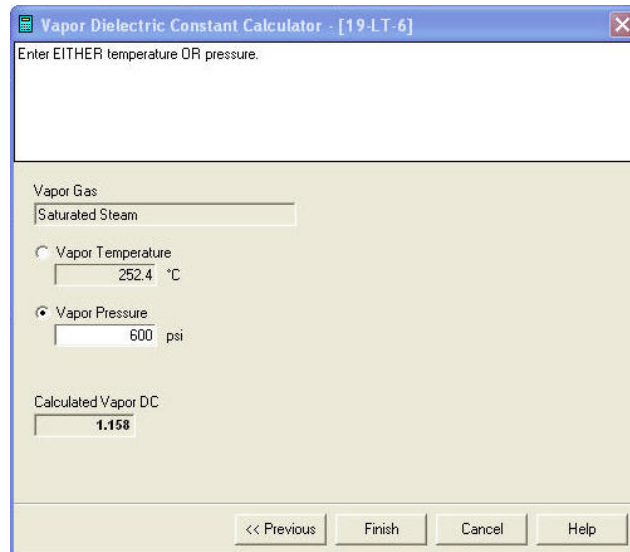 Vapor Dielectric Constant Calculator - [19-LT-6]
Enter EITHER temperature OR pressure.
Vapor Gas
Saturated Steam
Vapor Temperature
252.4 °C
Vapor Pressure
600 psi
Calculated Vapor DC
1.158
<< Previous Finish Cancel Help